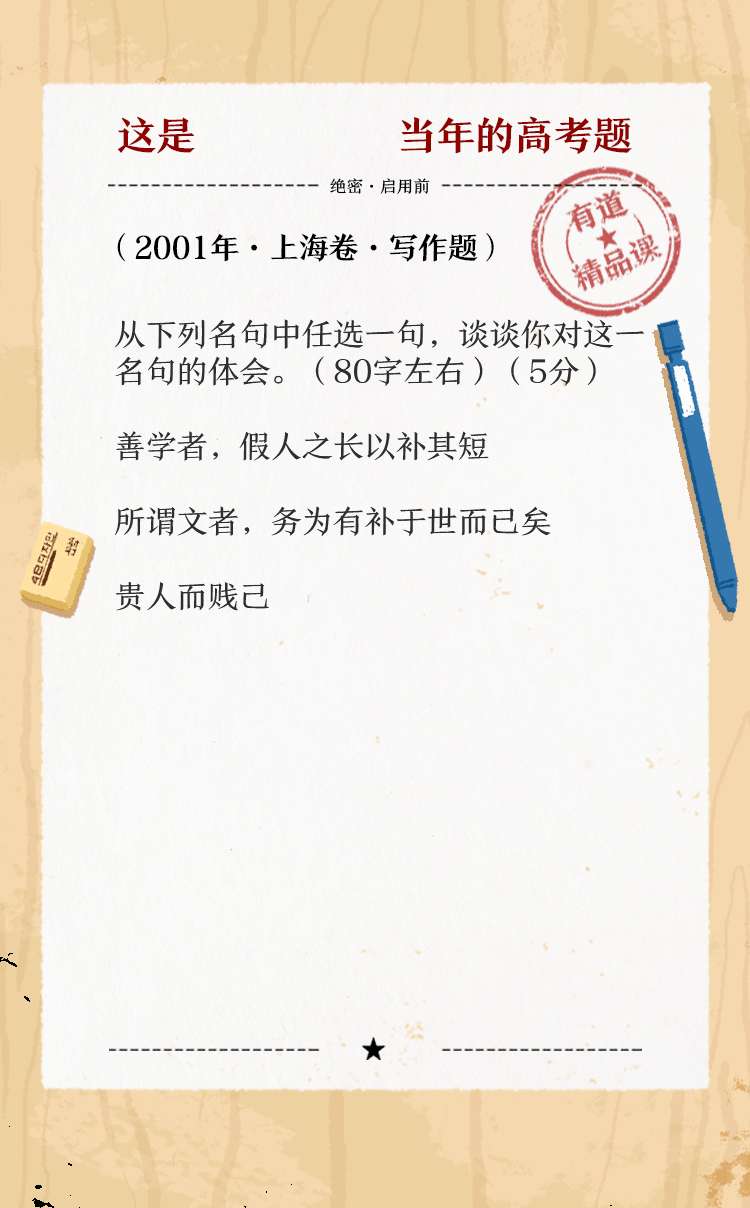 这是 当年的高考题
绝密·启用前
有道
精品课
（2001年·上海卷·写作题）
从下列名句中任选一句，谈谈你对这一
名句的体会。（80字左右）（5分）
善学者，假人之长以补其短
所谓文者，务为有补于世而已矣
贵人而贱己